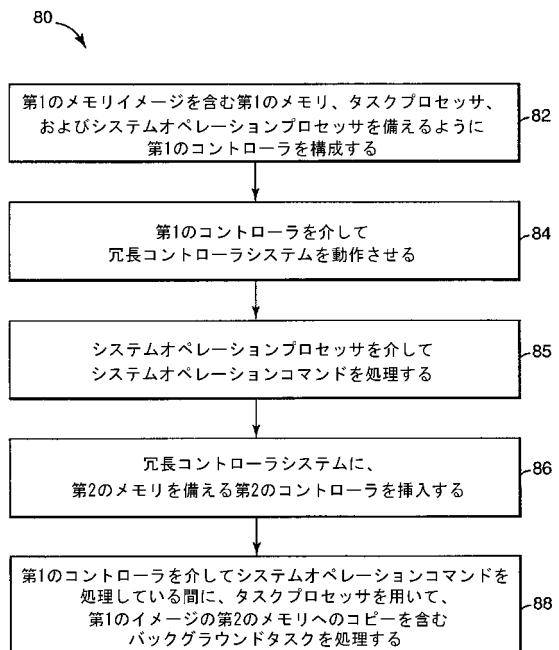 80
第1のメモリイメージを含む第1のメモリ、タスクプロセッサ、
およびシステムオペレーションプロセッサを備えるように
第1のコントローラを構成する
82
第1のコントローラを介して
冗長コントローラシステムを動作させる
84
システムオペレーションプロセッサを介して
システムオペレーションコマンドを処理する
85
冗長コントローラシステムに、
第2のメモリを備える第2のコントローラを挿入する
86
第1のコントローラを介してシステムオペレーションコマンドを
処理している間に、タスクプロセッサを用いて、
第1のイメージの第2のメモリへのコピーを含む
バックグラウンドタスクを処理する
88